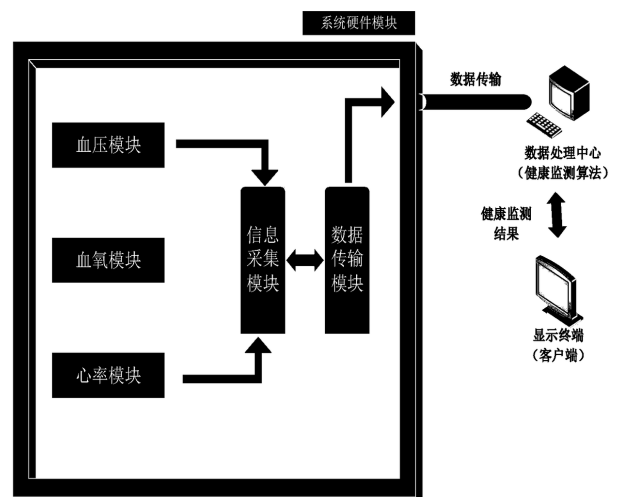 系统硬件模块
数据传输
血压模块
数据处理中心
（健康监测算法）
信息
采集
模块
数据
传输
模块
血氧模块
健康监测
结果
显示终端
（客户端）
心率模块